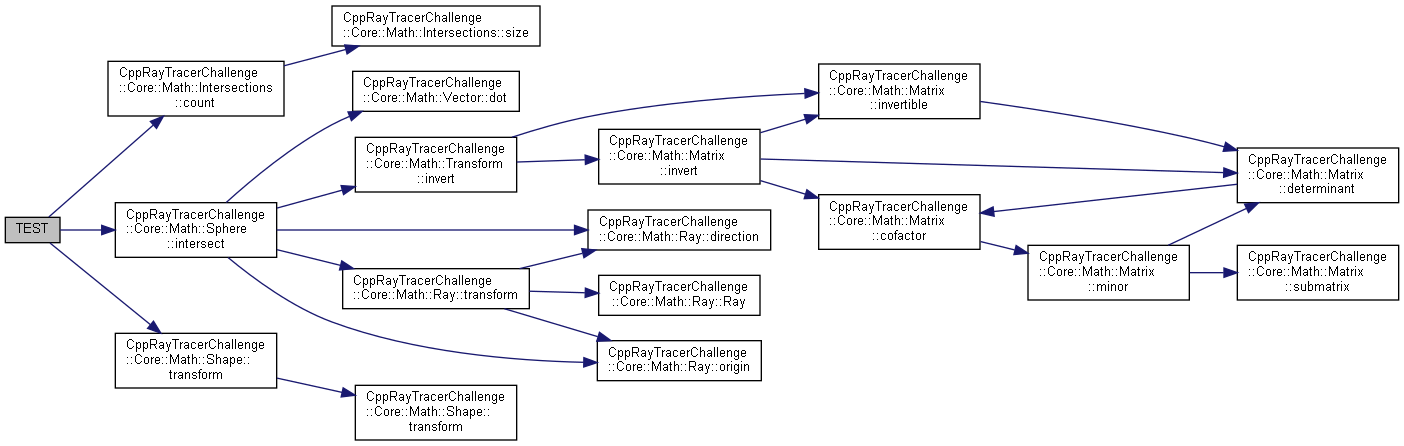 CppRayTracerChallenge
::Core::Math::Intersections::size
CppRayTracerChallenge
::Core::Math::Intersections
::count
CppRayTracerChallenge
::Core::Math::Vector::dot
CppRayTracerChallenge
::Core::Math::Matrix
::invertible
CppRayTracerChallenge
::Core::Math::Transform
::invert
CppRayTracerChallenge
::Core::Math::Matrix
::invert
CppRayTracerChallenge
::Core::Math::Matrix
::determinant
TEST
CppRayTracerChallenge
::Core::Math::Sphere
::intersect
CppRayTracerChallenge
::Core::Math::Ray::direction
CppRayTracerChallenge
::Core::Math::Matrix
::cofactor
CppRayTracerChallenge
::Core::Math::Ray::transform
CppRayTracerChallenge
::Core::Math::Ray::Ray
CppRayTracerChallenge
::Core::Math::Matrix
::minor
CppRayTracerChallenge
::Core::Math::Matrix
::submatrix
CppRayTracerChallenge
::Core::Math::Shape::
transform
CppRayTracerChallenge
::Core::Math::Ray::origin
CppRayTracerChallenge
::Core::Math::Shape::
transform